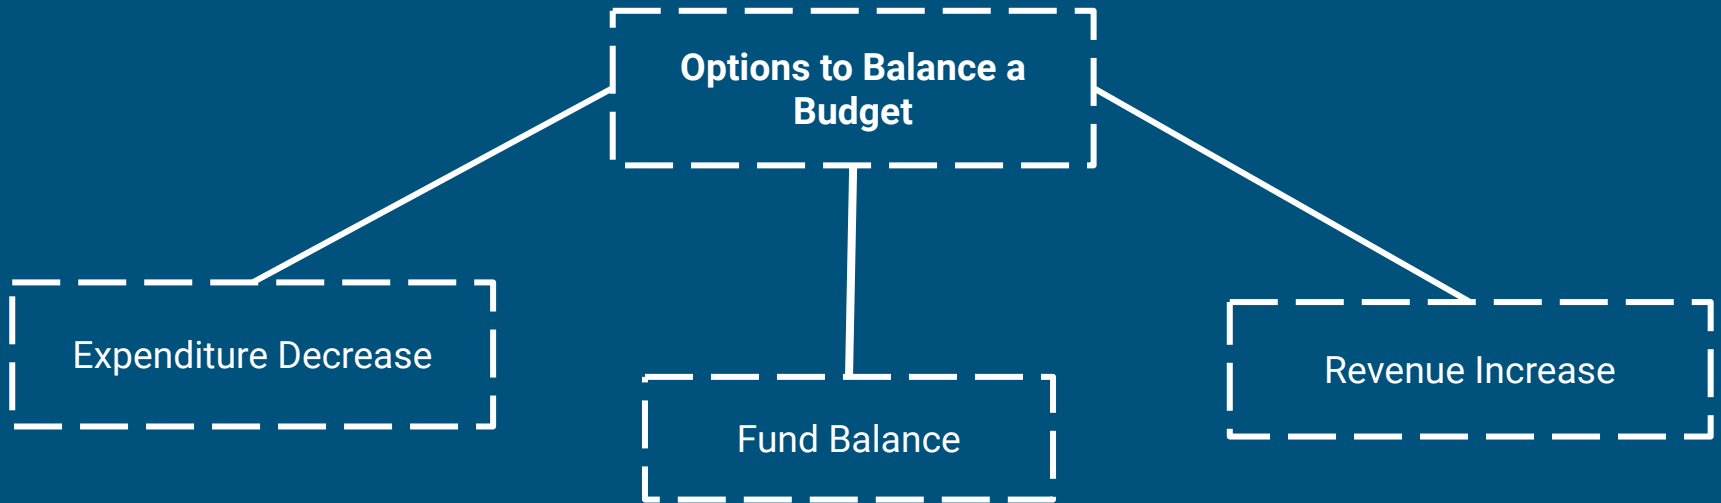 Options to Balance a
Budget
Expenditure Decrease
Fund Balance
Revenue Increase